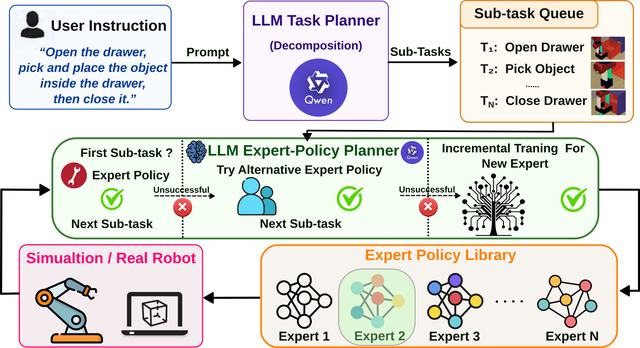 User Instruction
“Open the drawer,
pick and place the object
inside the drawer,
then close it.”
Prompt
LLM Task Planner
(Decomposition)
Qwen
Sub-Tasks
Sub-task Queue
T₁: Open Drawer
T₂: Pick Object
......
T_N: Close Drawer
First Sub-task ?
Expert Policy
Next Sub-task
Unsuccessful
LLM Expert-Policy Planner
Qwen
Try Alternative Expert Policy
Next Sub-task
Unsuccessful
Incremental Traning For
New Expert
Simualtion / Real Robot
Expert Policy Library
Expert 1
Expert 2
Expert 3
....
Expert N